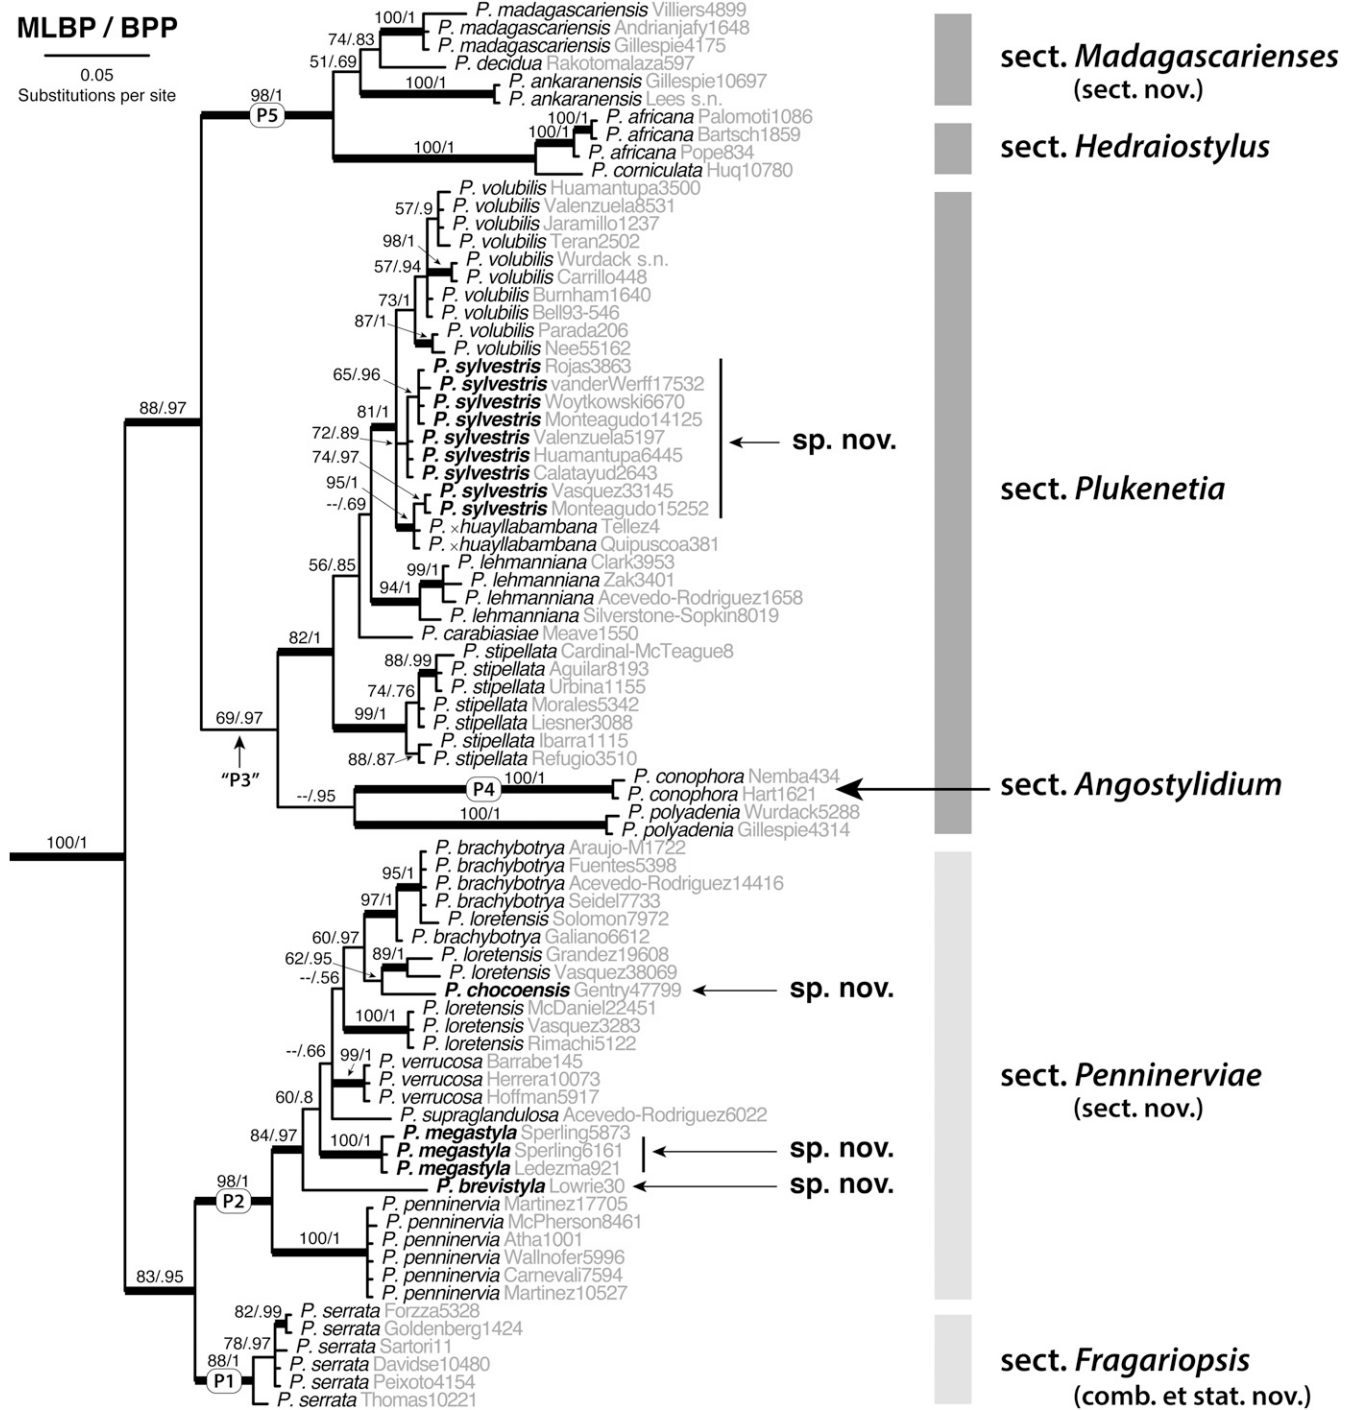 MLBP / BPP
0.05
Substitutions per site
P. madagascariensis Villiers4899
100/1
P. madagascariensis Andrianjafy1648
74/.83
P. madagascariensis Gillespie4175
51/.69
P. decidua Rakotomalaza597
100/1
P. ankaranensis Gillespie10697
P. ankaranensis Lees s.n.
sect. Madagascarienses
(sect. nov.)
98/1
P5
100/1
P. africana Palomoti1086
100/1
P. africana Bartsch1859
100/1
P. africana Pope834
P. corniculata Huq10780
sect. Hedraiostylus
P. volubilis Huamantupa3500
57/.9
P. volubilis Valenzuela8531
P. volubilis Jaramillo1237
98/1
P. volubilis Teran2502
P. volubilis Wurdack s.n.
57/.94
P. volubilis Carrillo448
73/1
P. volubilis Burnham1640
P. volubilis Bell93-546
87/1
P. volubilis Parada206
P. volubilis Nee55162
P. sylvestris Rojas3863
65/.96
P. sylvestris vanderWerff17532
P. sylvestris Woytkowski6670
88/.97
81/1
P. sylvestris Monteagudo14125
72/.89
P. sylvestris Valenzuela5197
sp. nov.
74/.97
P. sylvestris Huamantupa6445
P. sylvestris Calatayud2643
95/1
P. sylvestris Vasquez33145
--/.69
P. sylvestris Monteagudo15252
sect. Plukenetia
P. ×huayllabambana Tellez4
P. ×huayllabambana Quipuscoa381
56/.85
99/1
P. lehmanniana Clark3953
94/1
P. lehmanniana Zak3401
P. lehmanniana Acevedo-Rodriguez1658
P. lehmanniana Silverstone-Sopkin8019
82/1
P. carabiasiae Meave1550
P. stipellata Cardinal-McTeague8
88/.99
P. stipellata Aguilar8193
74/.76
P. stipellata Urbina1155
99/1
P. stipellata Morales5342
69/.97
P. stipellata Liesner3088
P. stipellata Ibarra1115
88/.87
P. stipellata Refugio3510
“P3”
100/1
P4
P. conophora Nemba434
P. conophora Hart1621
sect. Angostylidium
--/.95
100/1
P. polyadenia Wurdack5288
P. polyadenia Gillespie4314
100/1
P. brachybotrya Araujo-M1722
P. brachybotrya Fuentes5398
95/1
P. brachybotrya Acevedo-Rodriguez14416
97/1
P. brachybotrya Seidel7733
P. loretensis Solomon7972
60/.97
P. brachybotrya Galiano6612
62/.95
89/1
P. loretensis Grandez19608
--/.56
P. loretensis Vasquez38069
P. chocoensis Gentry47799
sp. nov.
P. loretensis McDaniel22451
100/1
P. loretensis Vasquez3283
P. loretensis Rimachi5122
--/.66
99/1
P. verrucosa Barrabe145
P. verrucosa Herrera10073
60/.8
P. verrucosa Hoffman5917
P. supraglandulosa Acevedo-Rodriguez6022
sect. Penninerviae
(sect. nov.)
84/.97
P. megastyla Sperling5873
100/1
P. megastyla Sperling6161
sp. nov.
P. megastyla Ledezma921
98/1
P2
P. brevistyla Lowrie30
sp. nov.
P. penninervia Martinez17705
P. penninervia McPherson8461
100/1
P. penninervia Atha1001
P. penninervia Wallnofer5996
83/.95
P. penninervia Carnevali7594
P. penninervia Martinez10527
82/.99
P. serrata Forzza5328
P. serrata Goldenberg1424
78/.97
P. serrata Sartori11
88/1
P1
P. serrata Davidse10480
P. serrata Peixoto4154
P. serrata Thomas10221
sect. Fragariopsis
(comb. et stat. nov.)